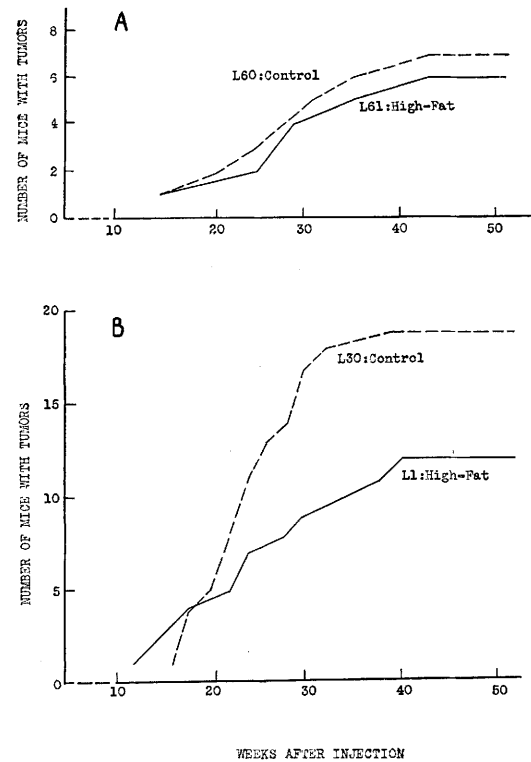 A
NUMBER OF MICE WITH TUMORS
8
6
4
2
0
L60:Control
L61:High-Fat
10 20 30 40 50
B
NUMBER OF MICE WITH TUMORS
20
15
10
5
0
L30:Control
L1:High-Fat
10 20 30 40 50
WEEKS AFTER INJECTION